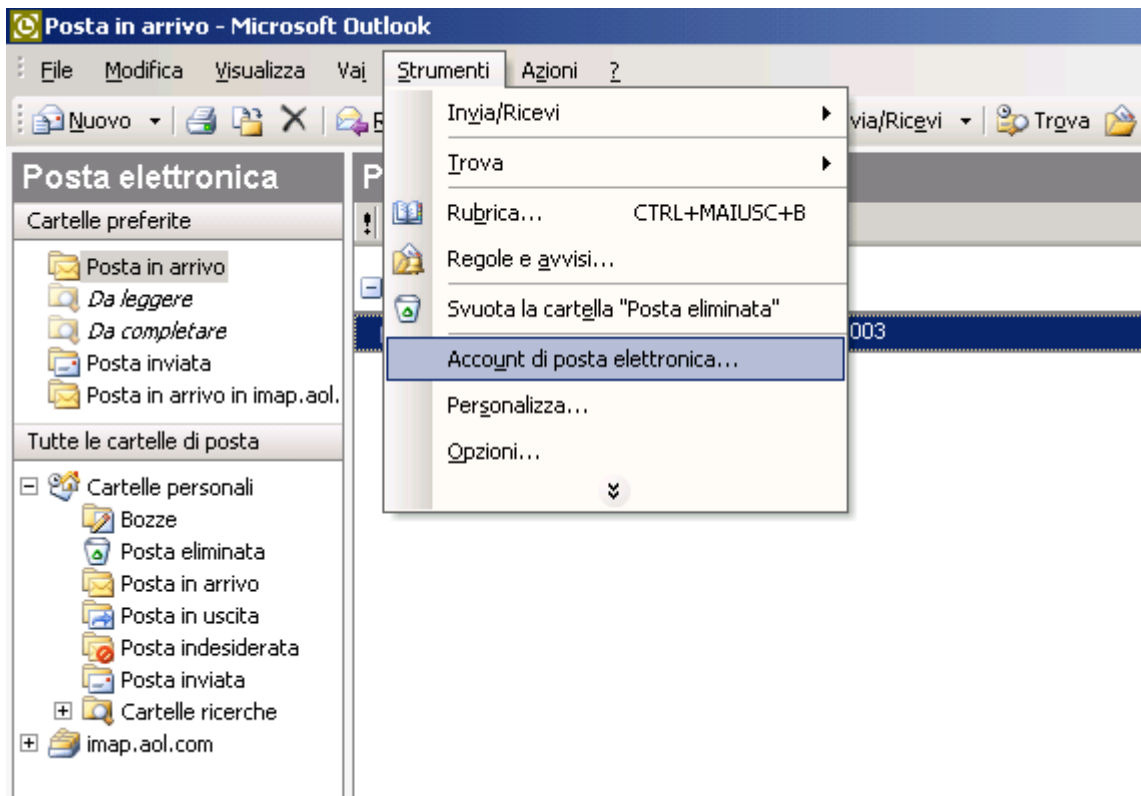 Posta in arrivo - Microsoft Outlook
File Modifica Visualizza Vai Strumenti Azioni ?
Nuovo via/Ricevi Trova
Invia/Ricevi
Trova
Rubrica... CTRL+MAIUSC+B
Regole e avvisi...
Svuota la cartella "Posta eliminata"
Account di posta elettronica...
Personalizza...
Opzioni...
Posta elettronica P
Cartelle preferite
Posta in arrivo
Da leggere
Da completare
Posta inviata
Posta in arrivo in imap.aol.
003
Tutte le cartelle di posta
Cartelle personali
Bozze
Posta eliminata
Posta in arrivo
Posta in uscita
Posta indesiderata
Posta inviata
Cartelle ricerche
imap.aol.com